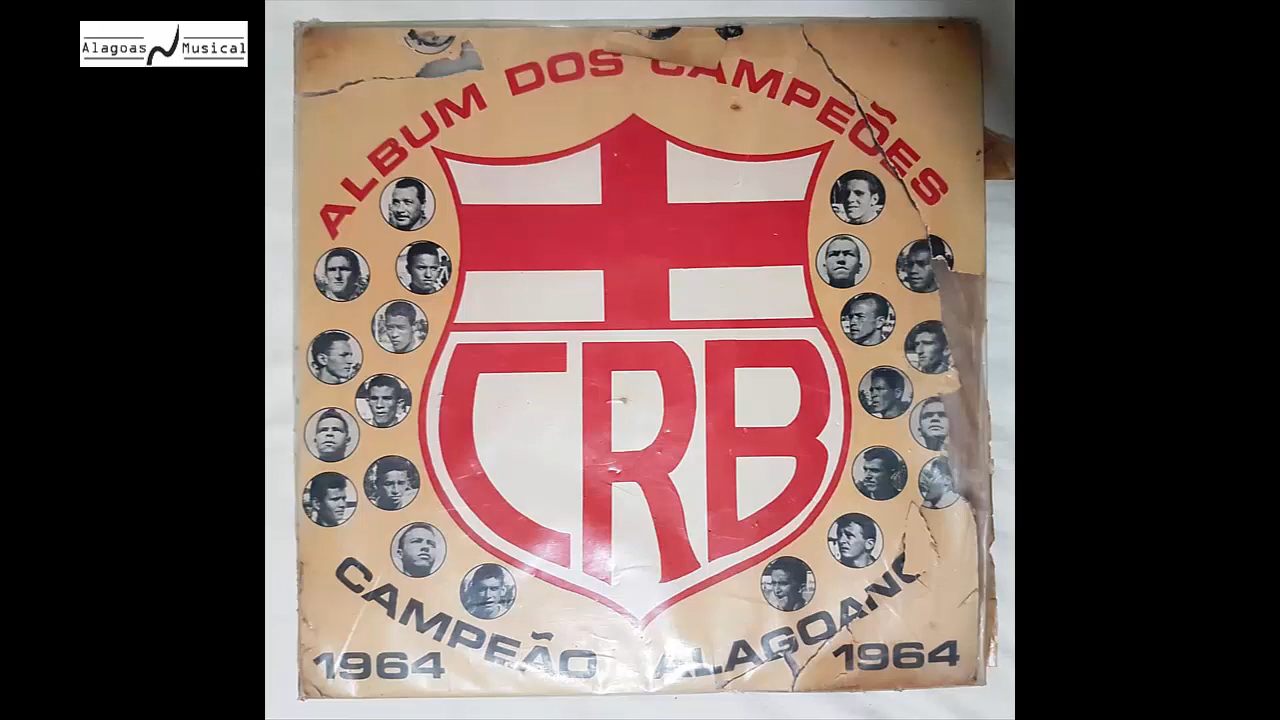 Alagoas Musical
ALBUM DOS CAMPEÕES
CRB
CAMPEÃO ALAGOANO
1964 1964